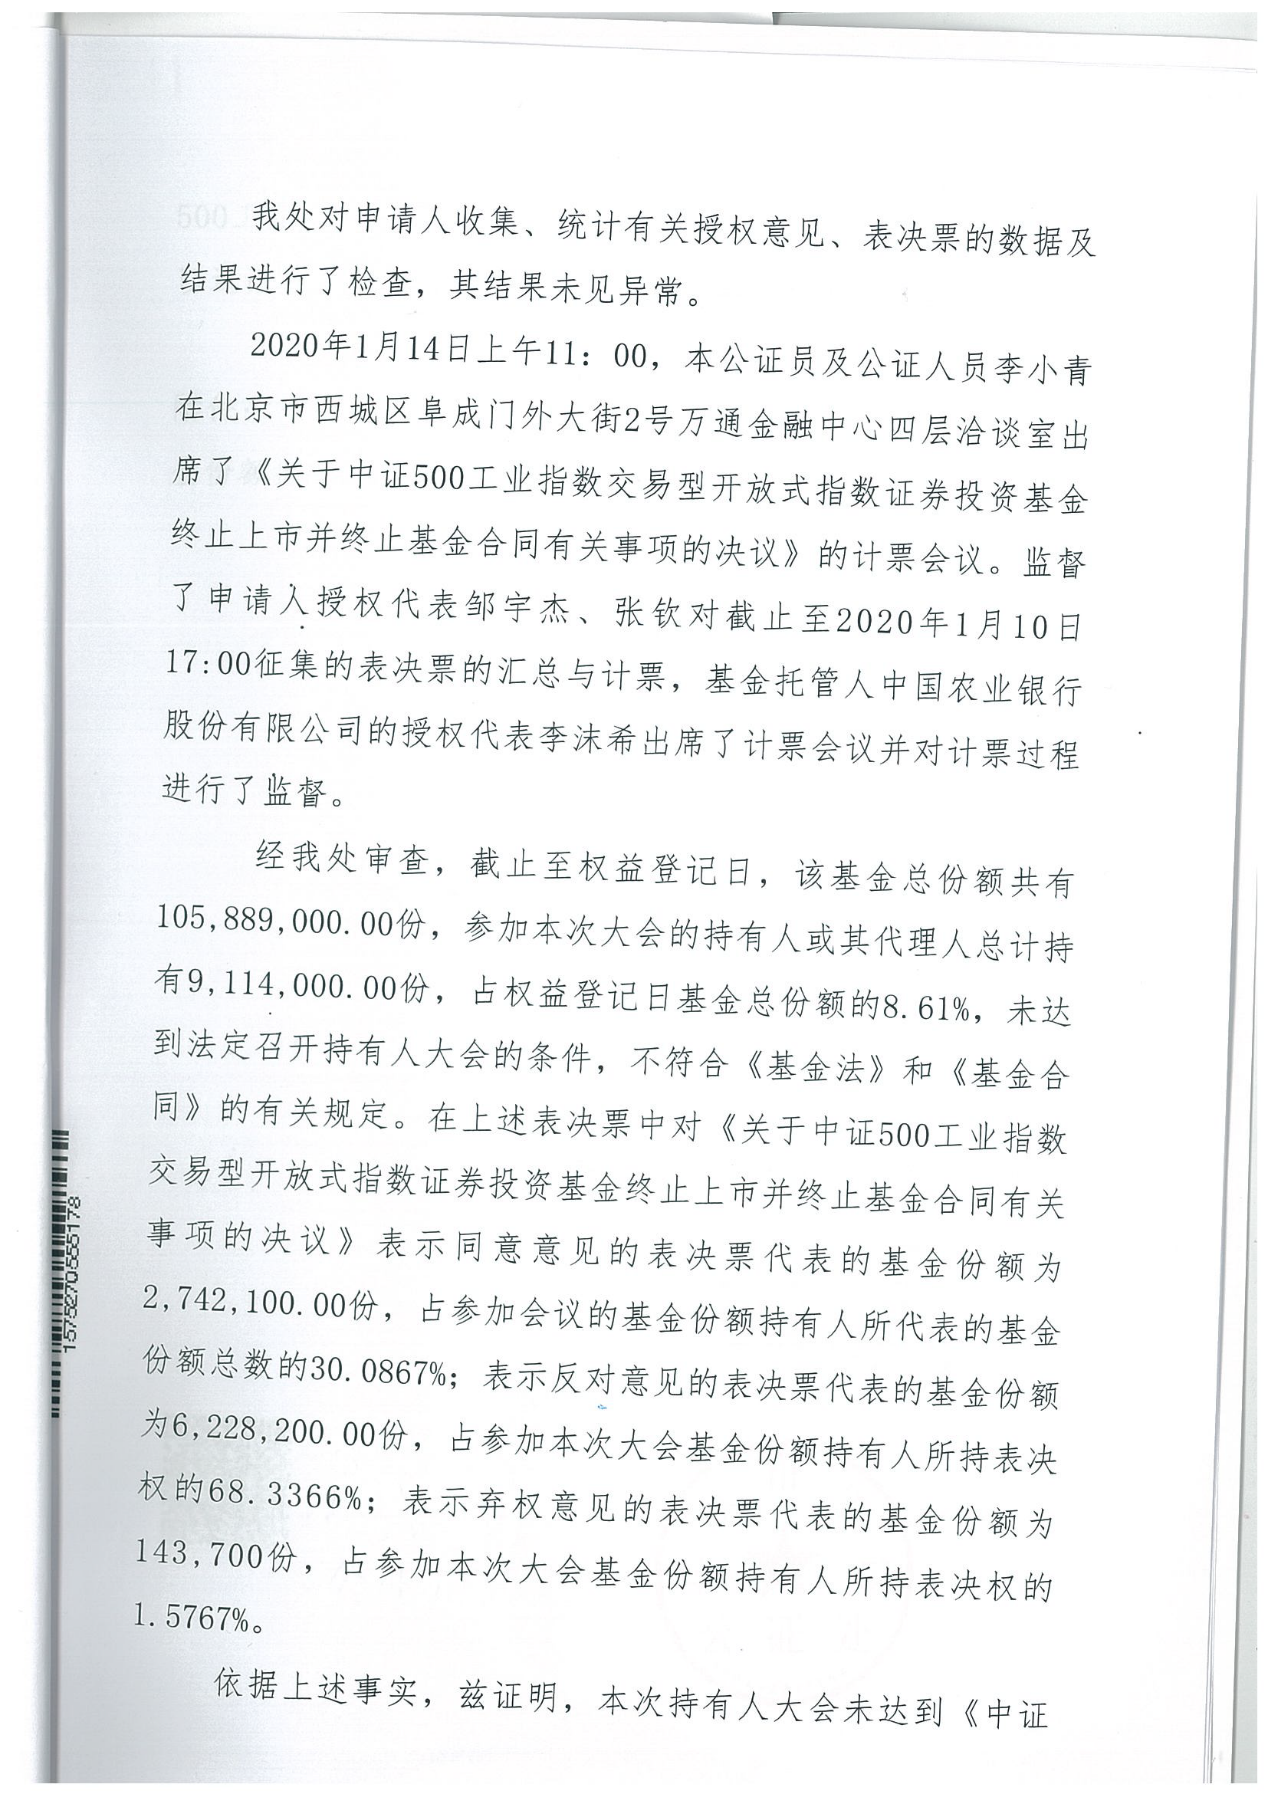 我处对申请人收集、统计有关授权意见、表决票的数据及
结果进行了检查，其结果未见异常。
2020年1月14日上午11：00，本公证员及公证人员李小青
在北京市西城区阜成门外大街2号万通金融中心四层洽谈室出
席了《关于中证500工业指数交易型开放式指数证券投资基金
终止上市并终止基金合同有关事项的决议》的计票会议。监督
了申请人授权代表邹宇杰、张钦对截止至2020年1月10日
17:00征集的表决票的汇总与计票，基金托管人中国农业银行
股份有限公司的授权代表李沫希出席了计票会议并对计票过程
进行了监督。
经我处审查，截止至权益登记日，该基金总份额共有
105,889,000.00份，参加本次大会的持有人或其代理人总计持
有9,114,000.00份，占权益登记日基金总份额的8.61%，未达
到法定召开持有人大会的条件，不符合《基金法》和《基金合
同》的有关规定。在上述表决票中对《关于中证500工业指数
交易型开放式指数证券投资基金终止上市并终止基金合同有关
事项的决议》表示同意意见的表决票代表的基金份额为
2,742,100.00份，占参加会议的基金份额持有人所代表的基金
份额总数的30.0867%；表示反对意见的表决票代表的基金份额
为6,228,200.00份，占参加本次大会基金份额持有人所持表决
权的68.3366%；表示弃权意见的表决票代表的基金份额为
143,700份，占参加本次大会基金份额持有人所持表决权的
1.5767%。
依据上述事实，兹证明，本次持有人大会未达到《中证
157827055178